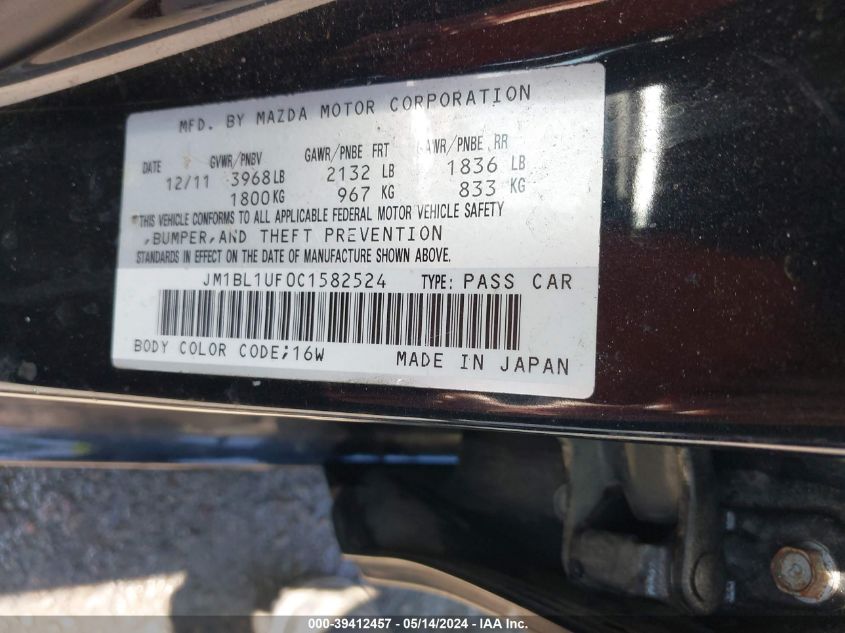 MFD. BY MAZDA MOTOR CORPORATION
DATE GVWR/PNBV GAWR/PNBE FRT GAWR/PNBE RR
12/11 3968LB 2132 LB 1836 LB
1800KG 967 KG 833 KG
THIS VEHICLE CONFORMS TO ALL APPLICABLE FEDERAL MOTOR VEHICLE SAFETY
,BUMPER,AND THEFT PREVENTION
STANDARDS IN EFFECT ON THE DATE OF MANUFACTURE SHOWN ABOVE.
JM1BL1UF0C1582524 TYPE: PASS CAR
BODY COLOR CODE;16W MADE IN JAPAN
000-39412457 - 05/14/2024 - IAA Inc.